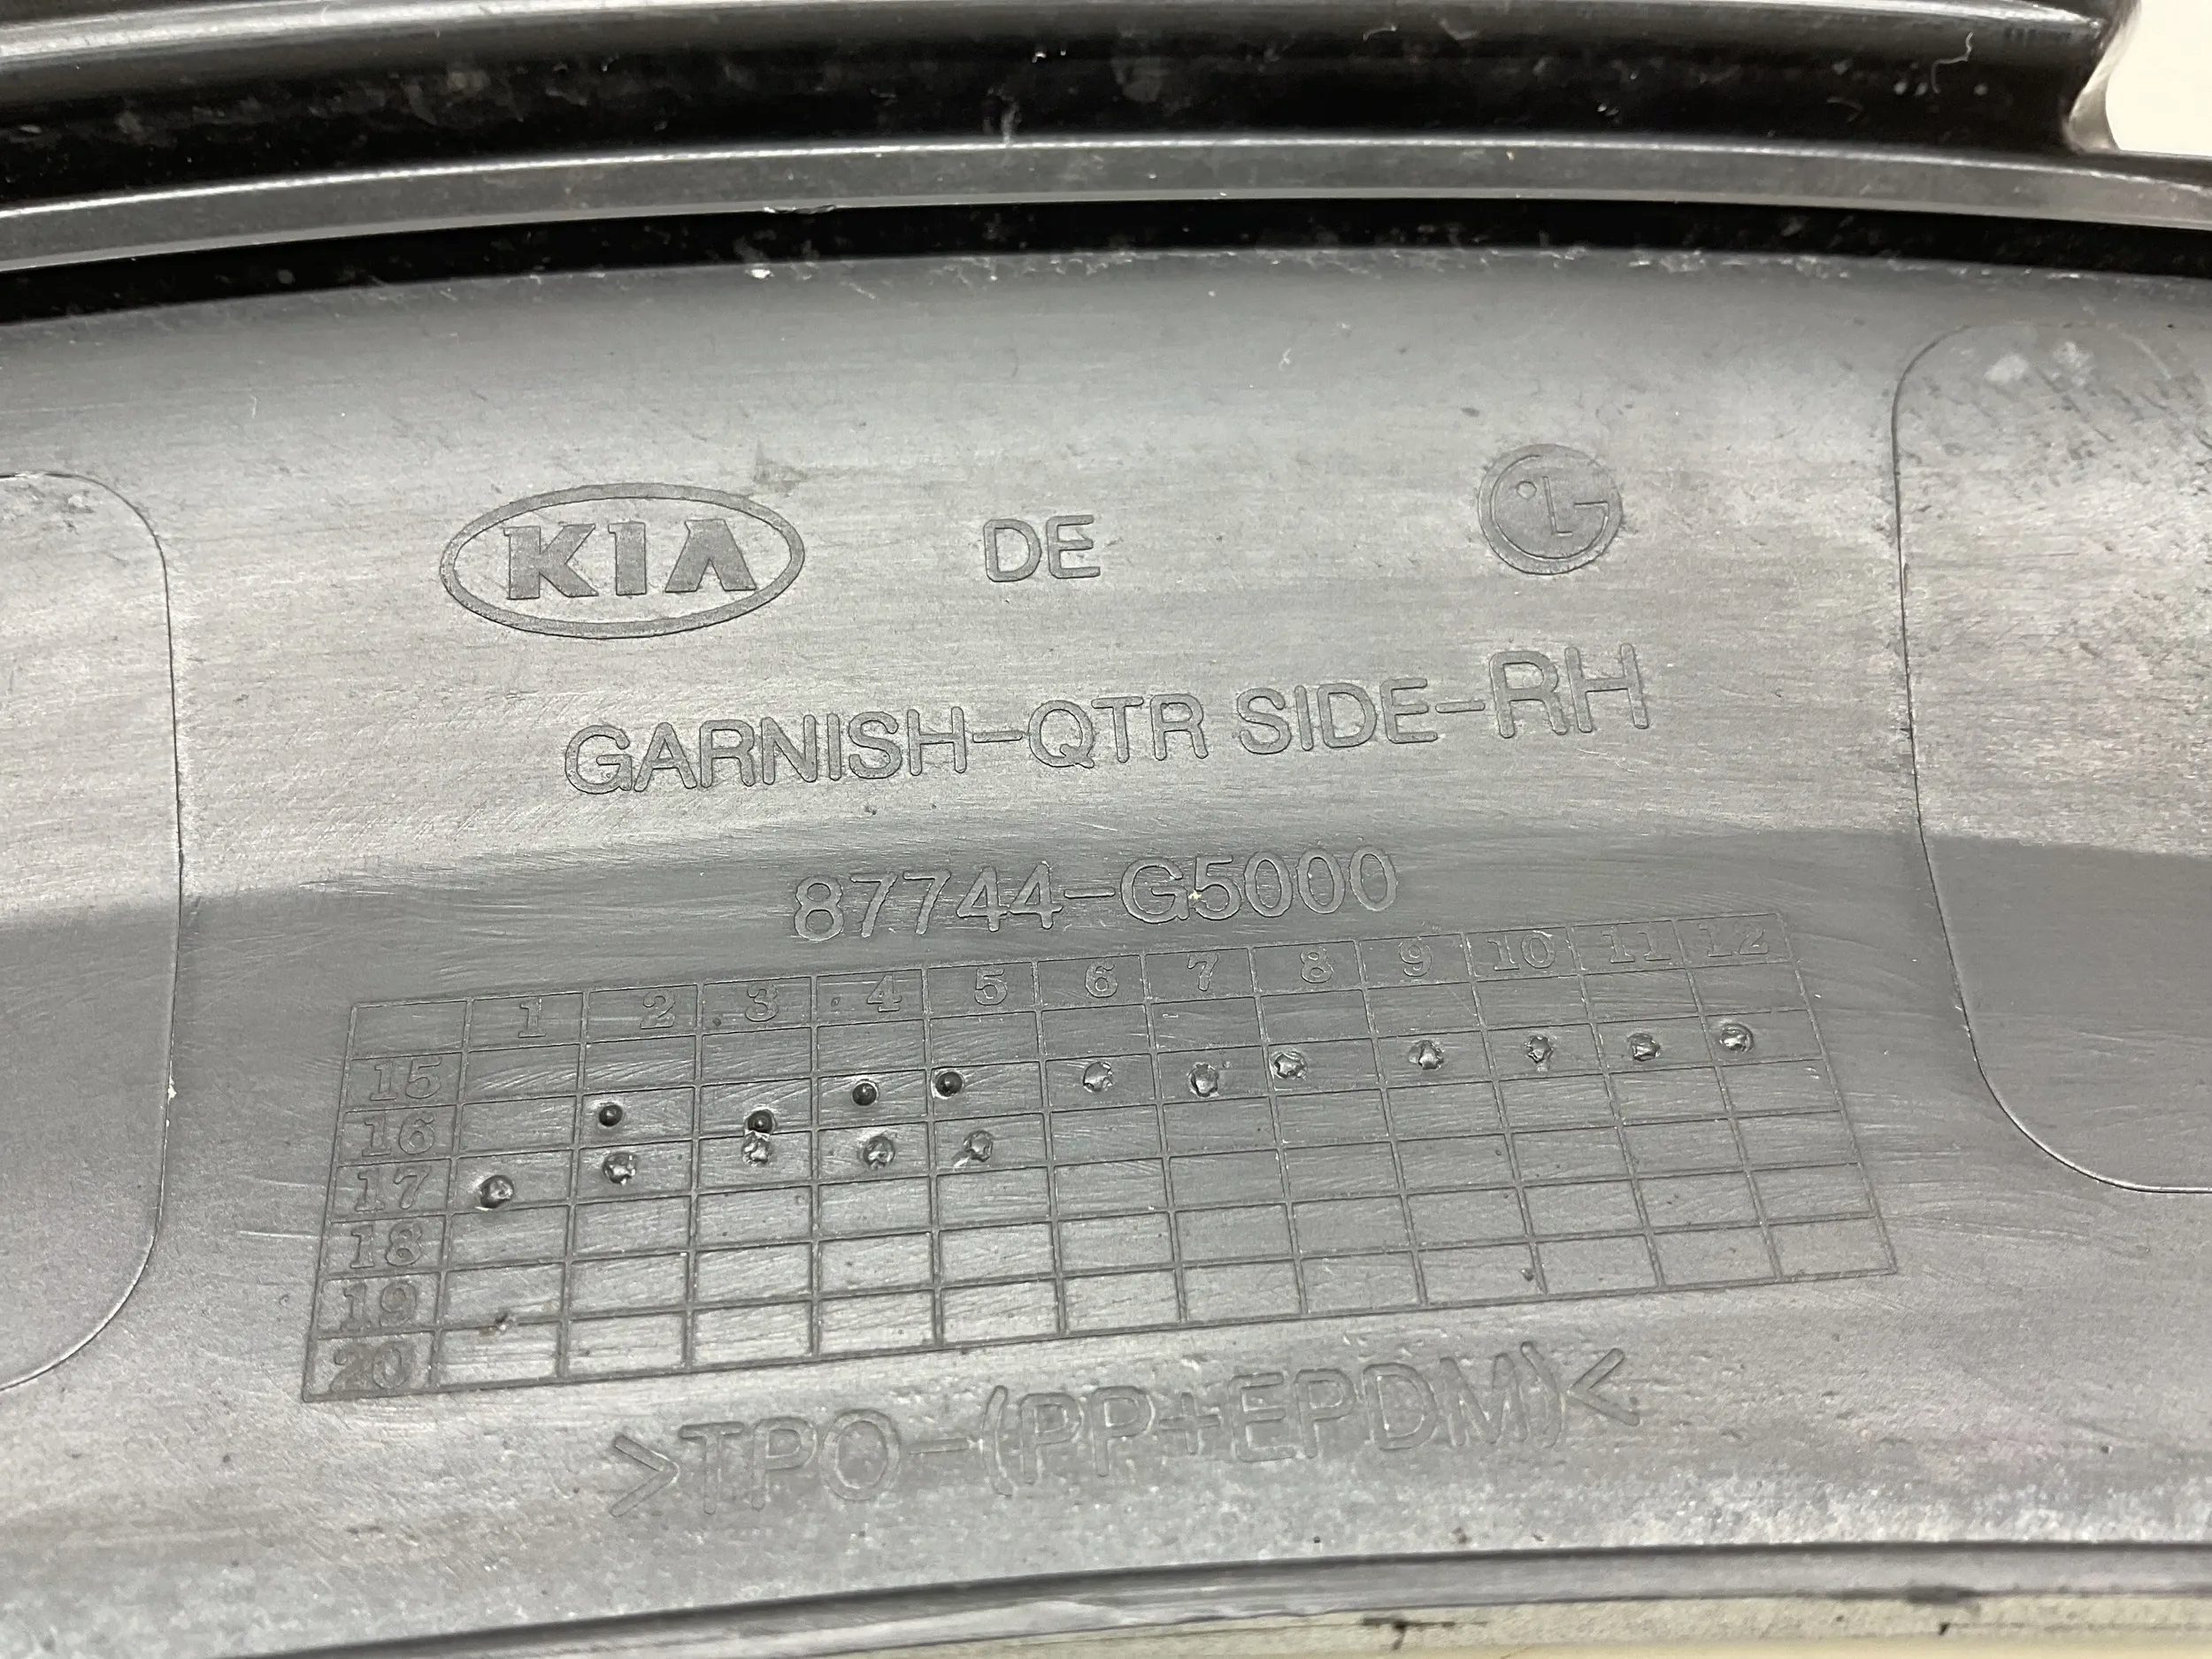 KIA DE LG
GARNISH-QTR SIDE-RH
87744-G5000
1 2 3 4 5 6 7 8 9 10 11 12
15
16
17
18
19
20
>TPO-(PP+EPDM)<